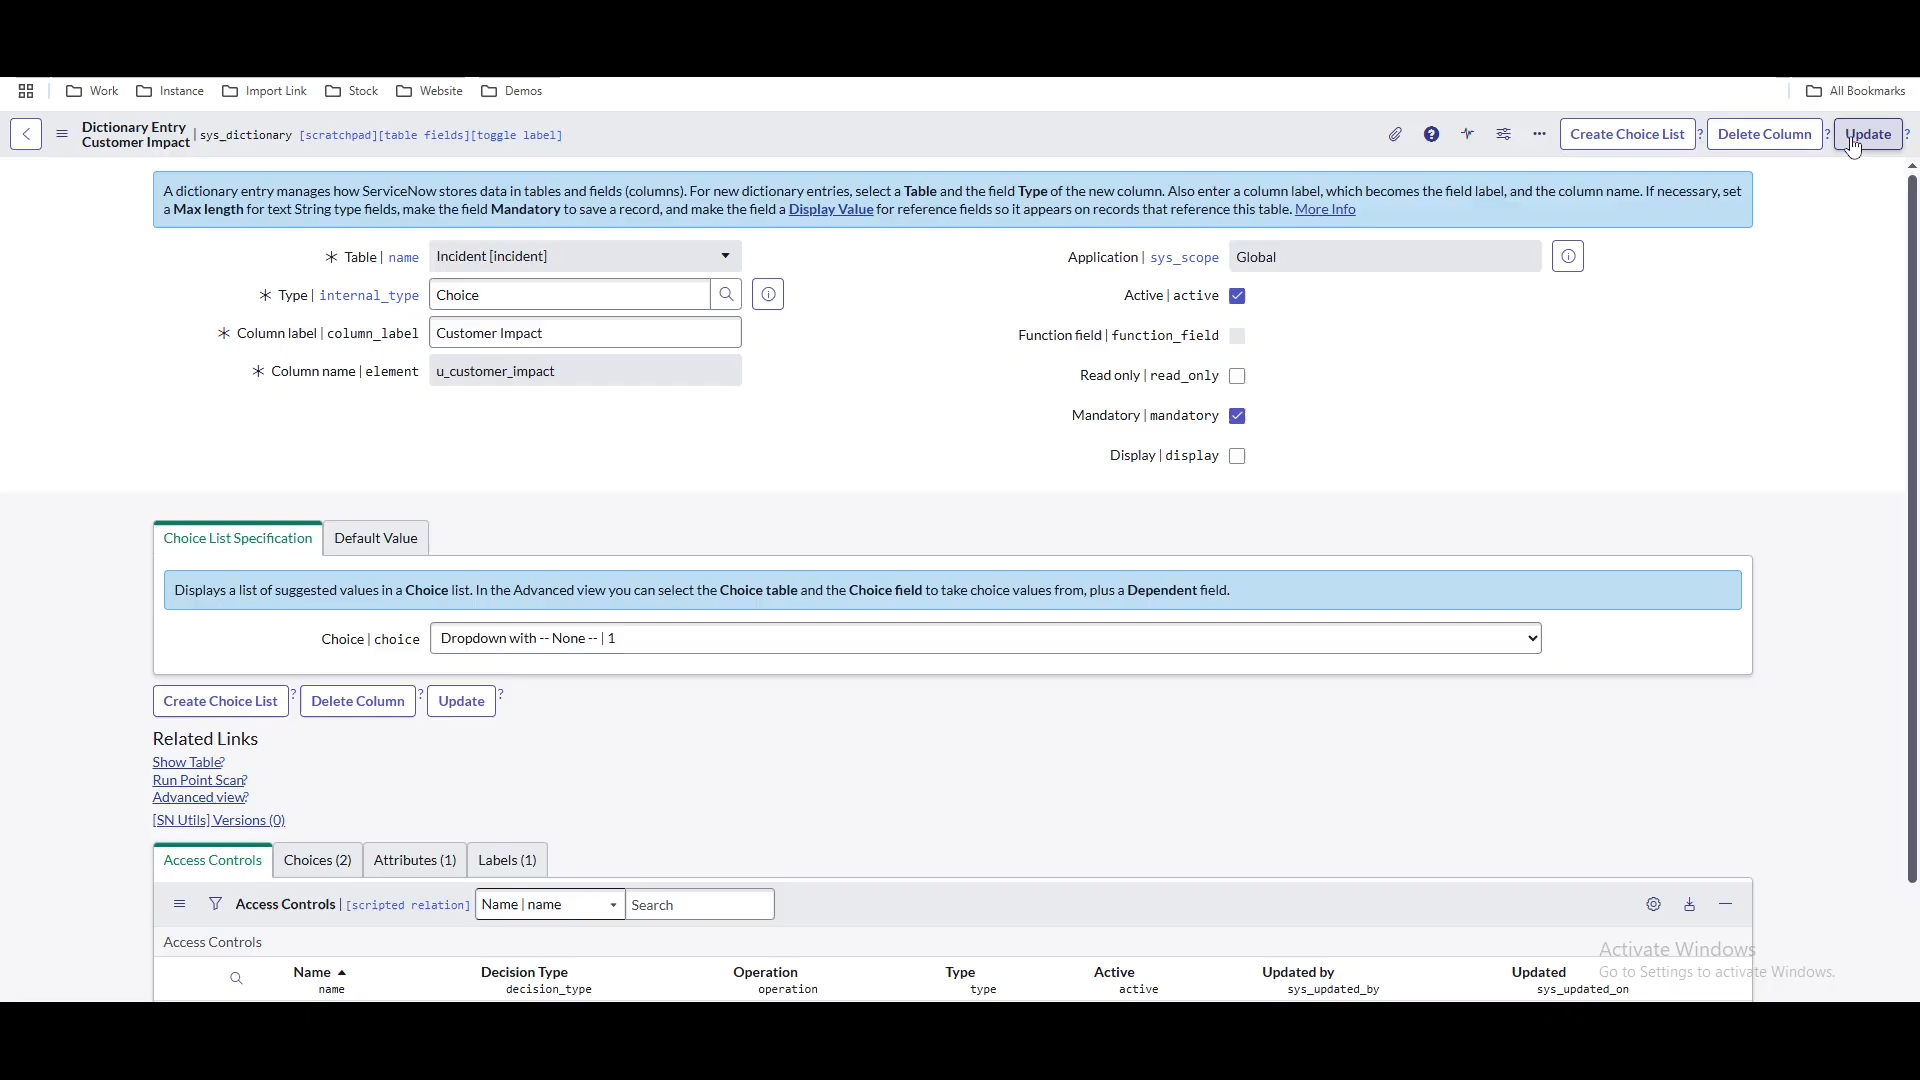 Work Instance Import Link Stock Website Demos All Bookmarks
Dictionary Entry
Customer Impact | sys_dictionary [scratchpad][table fields][toggle label] Create Choice List ? Delete Column ? Update ?
A dictionary entry manages how ServiceNow stores data in tables and fields (columns). For new dictionary entries, select a Table and the field Type of the new column. Also enter a column label, which becomes the field label, and the column name. If necessary, set
a Max length for text String type fields, make the field Mandatory to save a record, and make the field a Display Value for reference fields so it appears on records that reference this table. More Info
Table | name Incident [incident] Application | sys_scope Global
Type | internal_type Choice Active | active
Column label | column_label Customer Impact Function field | function_field
Column name | element u_customer_impact Read only | read_only
Mandatory | mandatory
Display | display
Choice List Specification Default Value
Displays a list of suggested values in a Choice list. In the Advanced view you can select the Choice table and the Choice field to take choice values from, plus a Dependent field.
Choice | choice Dropdown with -- None -- | 1
Create Choice List ? Delete Column ? Update ?
Related Links
Show Table?
Run Point Scan?
Advanced view?
[SN Utils] Versions (0)
Access Controls Choices (2) Attributes (1) Labels (1)
Access Controls | [scripted relation] Name | name Search
Access Controls
Name Decision Type Operation Type Active Updated by Updated
name decision_type operation type active sys_updated_by sys_updated_on
Activate Windows
Go to Settings to activate Windows.